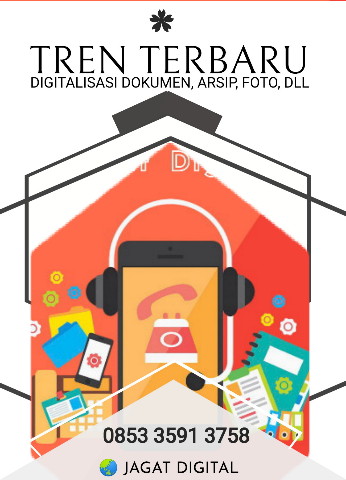 TREN TERBARU
DIGITALISASI DOKUMEN, ARSIP, FOTO, DLL
0853 3591 3758
JAGAT DIGITAL